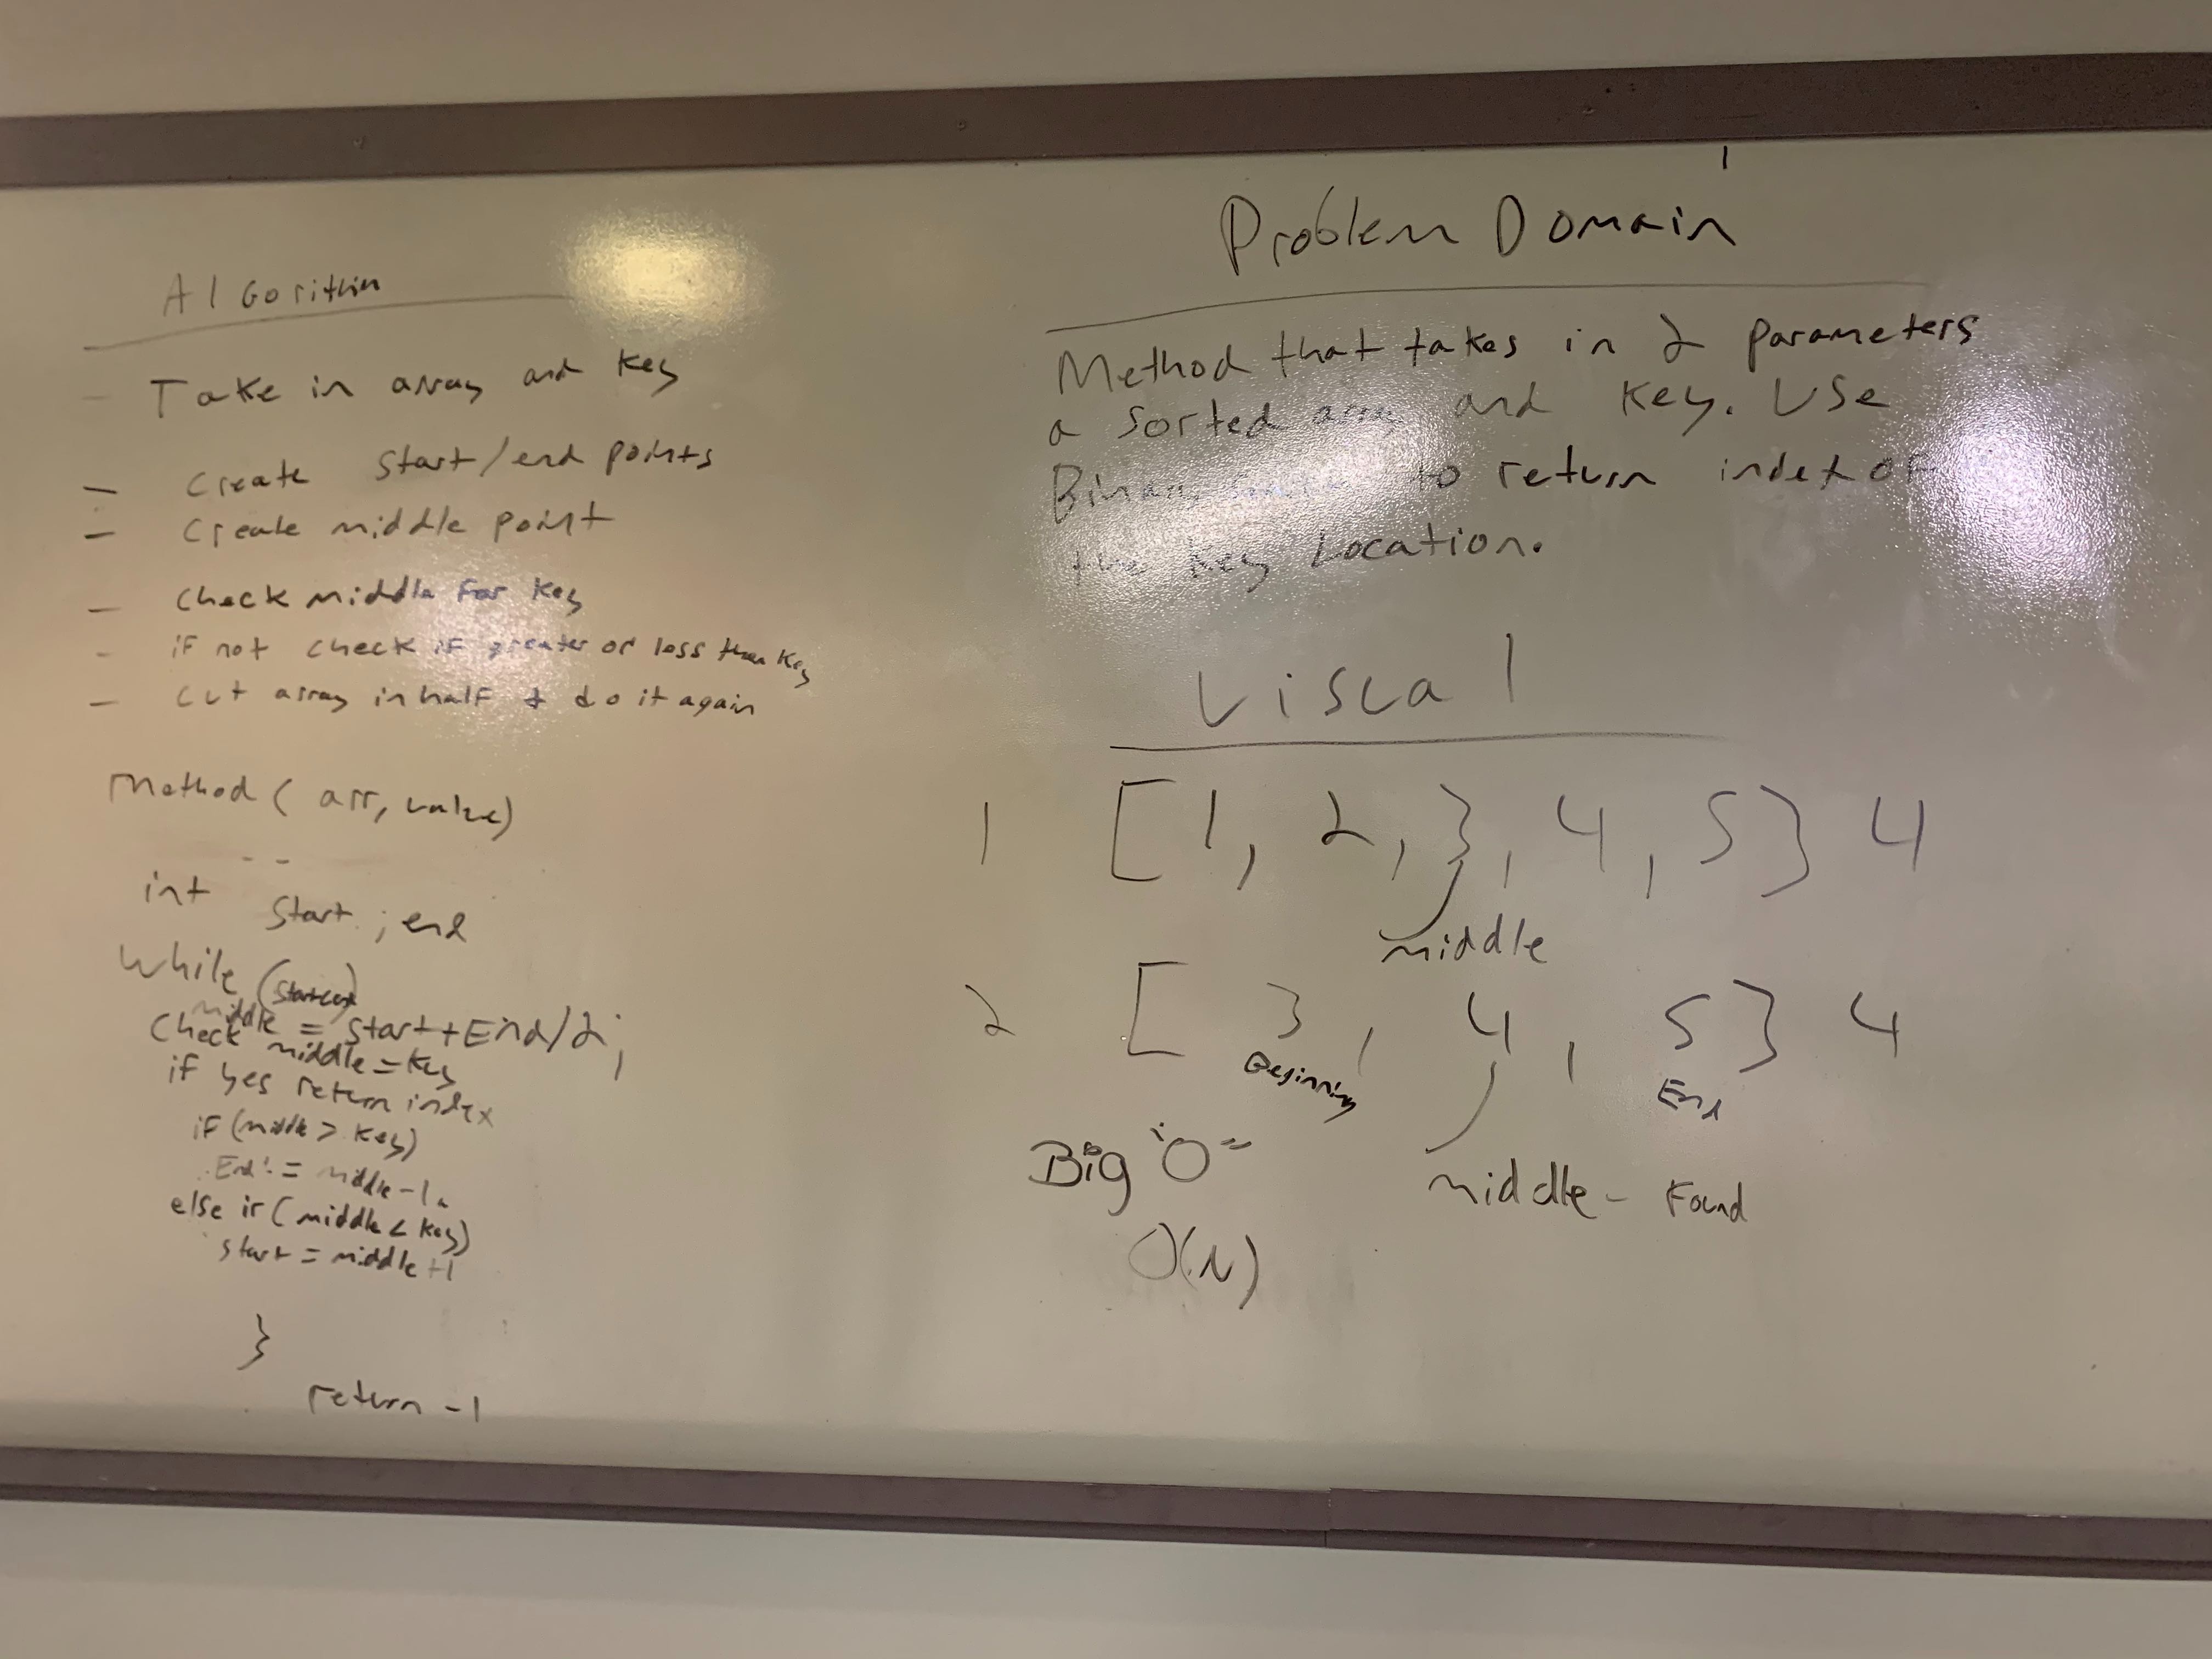 AlGorithm
- Take in array and key
- Create Start/end points
- Create middle point
- Check middle for key
- if not check if greater or less than key
- cut array in half & do it again
method( arr, value)
int Start ; end
While (
middle = Start+End/2;
Check middle = key
if yes return index
if (middle > key)
End = middle-1
else if (middle < key)
start = middle +1
}
return -1
Problem Domain
Method that takes in 2 parameters
a Sorted array and Key. Use
Binary to return index of
the Key Location.
Visual
1 [1, 2, 3, 4, 5] 4
middle
2 [ 3, 4, 5] 4
Beginning End
middle - Found
Big "O"
O(N)